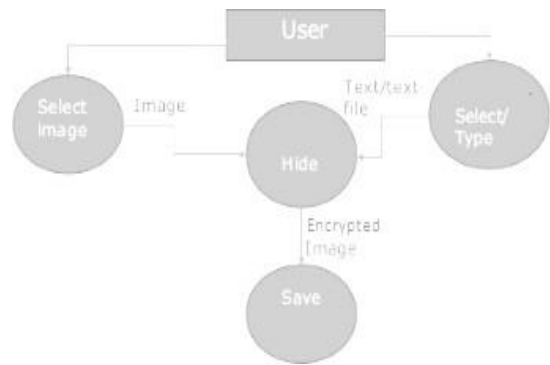 User
Select
image
Image
Text/text
file
Select/
Type
Hide
Encrypted
Image
Save